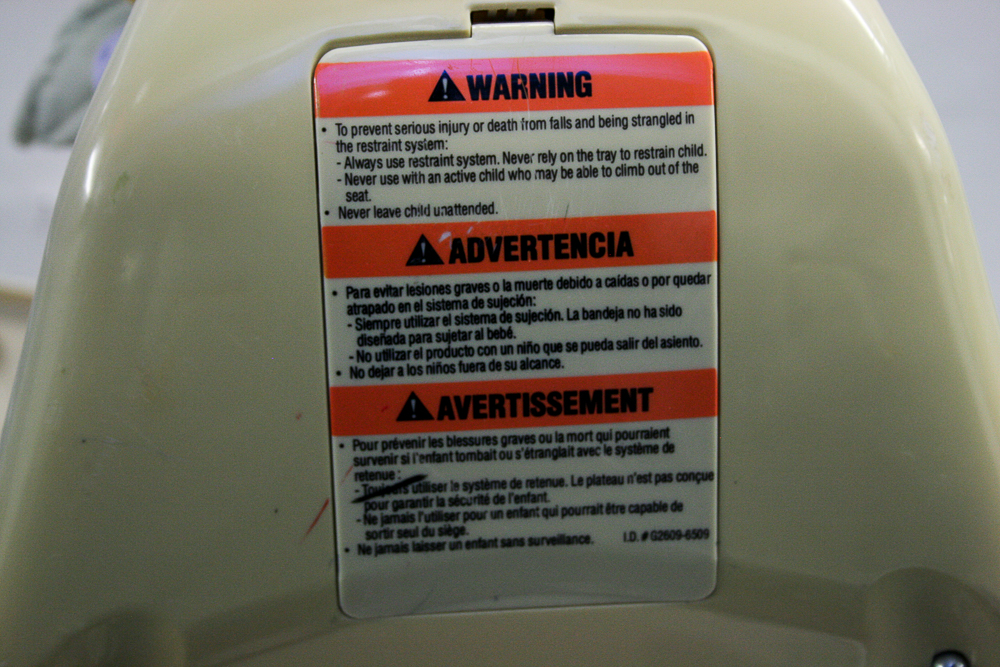 WARNING
• To prevent serious injury or death from falls and being strangled in
the restraint system:
- Always use restraint system. Never rely on the tray to restrain child.
- Never use with an active child who may be able to climb out of the
seat.
• Never leave child unattended.
ADVERTENCIA
• Para evitar lesiones graves o la muerte debido a caídas o por quedar
atrapado en el sistema de sujeción:
- Siempre utilizar el sistema de sujeción. La bandeja no ha sido
diseñada para sujetar al bebé.
- No utilizar el producto con un niño que se pueda salir del asiento.
• No dejar a los niños fuera de su alcance.
AVERTISSEMENT
• Pour prévenir les blessures graves ou la mort qui pourraient
survenir si l'enfant tombait ou s'étranglait avec le système de
retenue :
- Toujours utiliser le système de retenue. Le plateau n'est pas conçue
pour garantir la sécurité de l'enfant.
- Ne jamais l'utiliser pour un enfant qui pourrait être capable de
sortir seul du siège.
• Ne jamais laisser un enfant sans surveillance. I.D. # G2609-6509